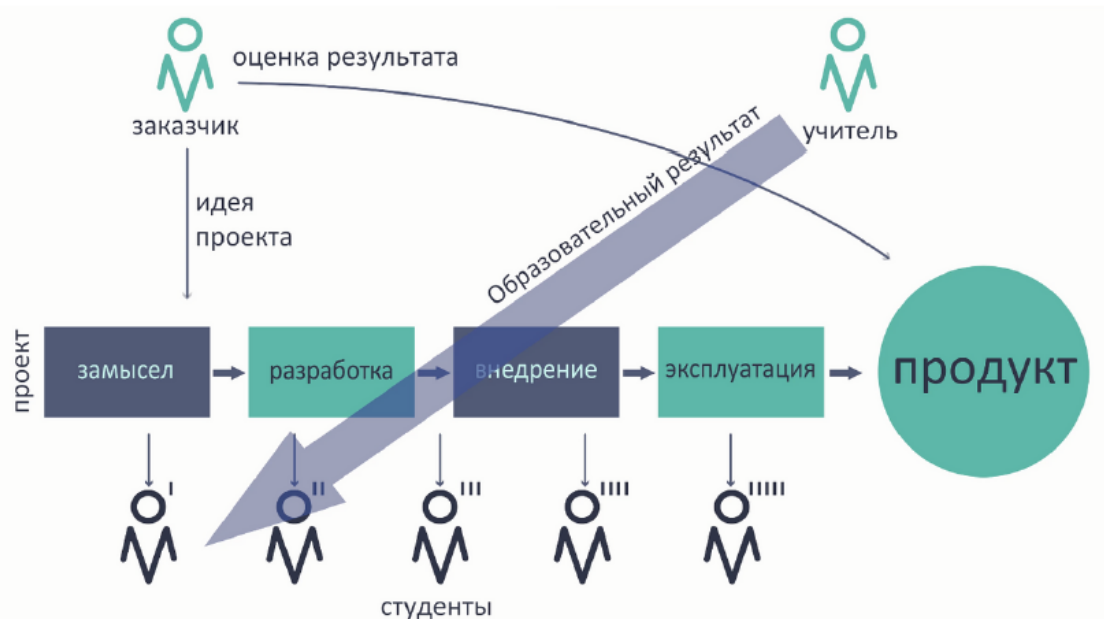 оценка результата
заказчик
учитель
идея
проекта
Образовательный результат
проект
замысел
разработка
внедрение
эксплуатация
продукт
' '' ''' '''' '''''
студенты